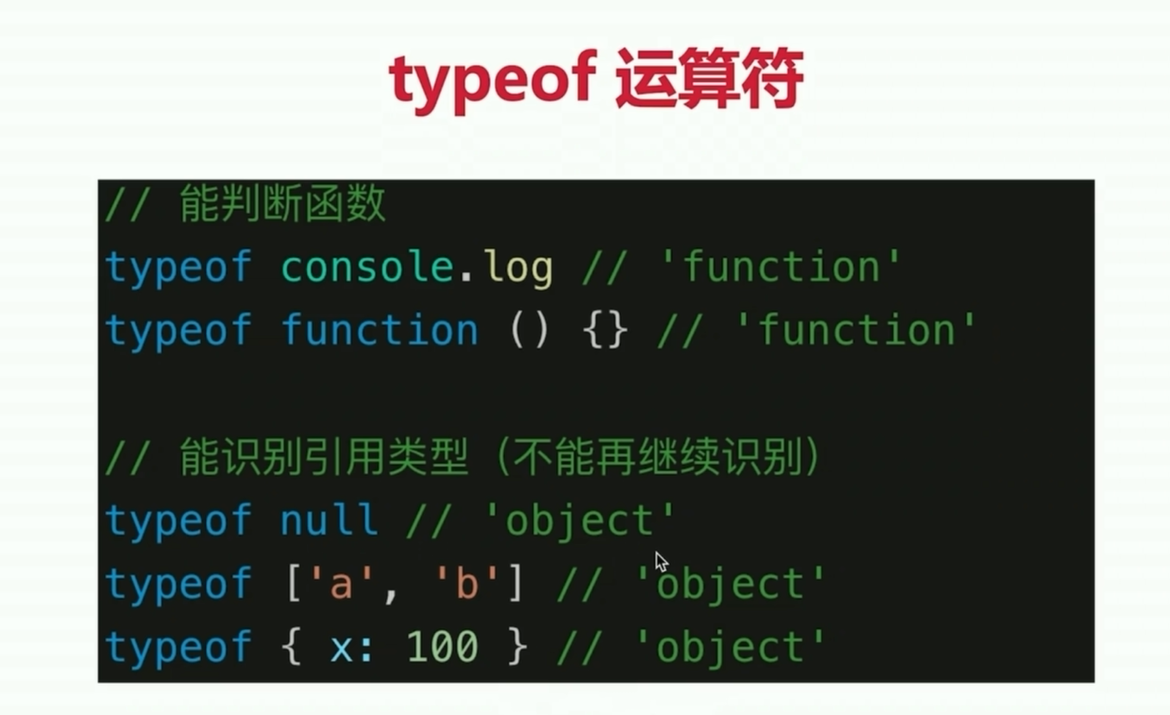 typeof 运算符
// 能判断函数
typeof console.log // 'function'
typeof function () {} // 'function'
// 能识别引用类型（不能再继续识别）
typeof null // 'object'
typeof ['a', 'b'] // 'object'
typeof { x: 100 } // 'object'